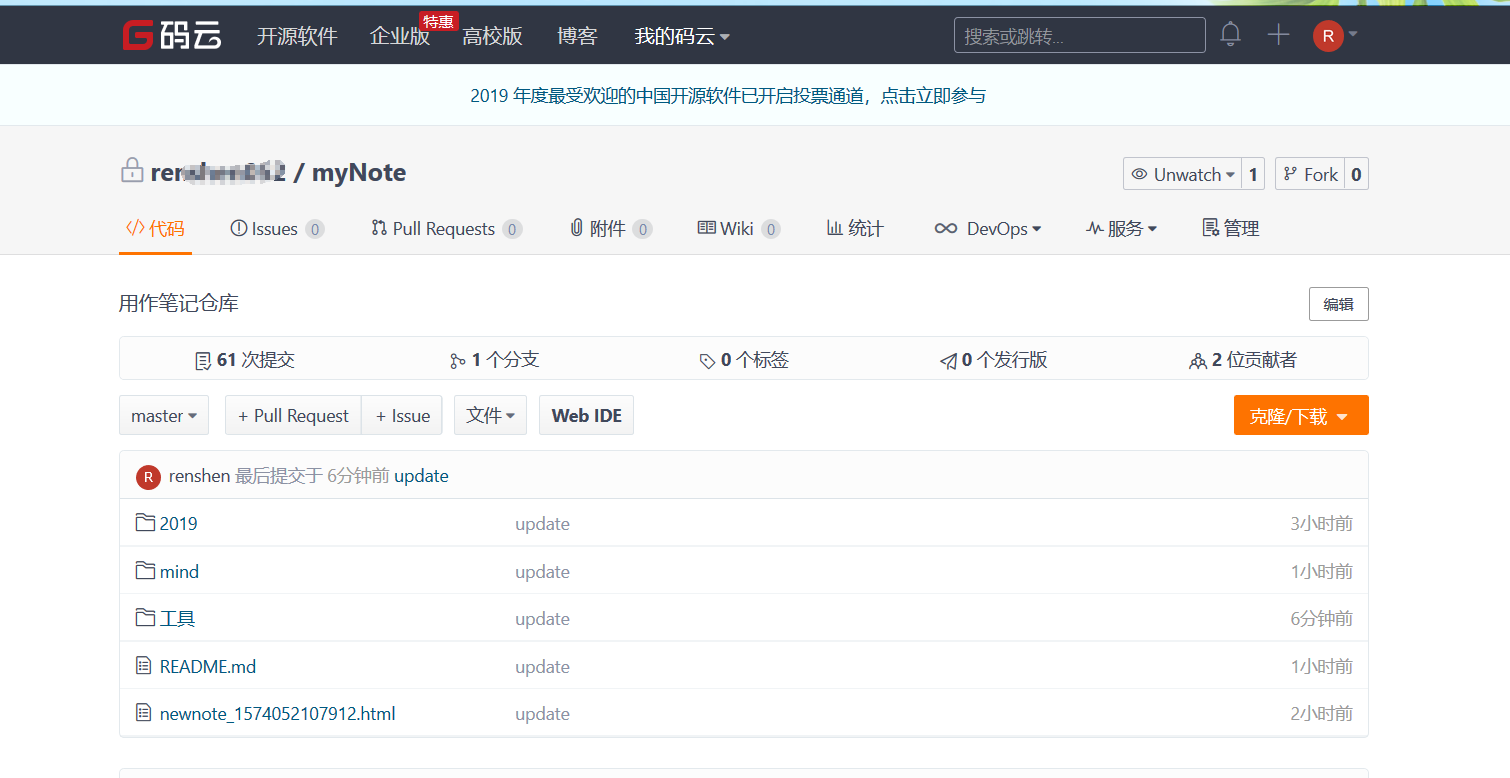 G 码云 开源软件 企业版 特惠 高校版 博客 我的码云 搜索或跳转... R
2019 年度最受欢迎的中国开源软件已开启投票通道，点击立即参与
/ myNote Unwatch 1 Fork 0
代码 Issues 0 Pull Requests 0 附件 0 Wiki 0 统计 DevOps 服务 管理
用作笔记仓库 编辑
61 次提交 1 个分支 0 个标签 0 个发行版 2 位贡献者
master + Pull Request + Issue 文件 Web IDE 克隆/下载
R renshen 最后提交于 6分钟前 update
2019 update 3小时前
mind update 1小时前
工具 update 6分钟前
README.md update 1小时前
newnote_1574052107912.html update 2小时前